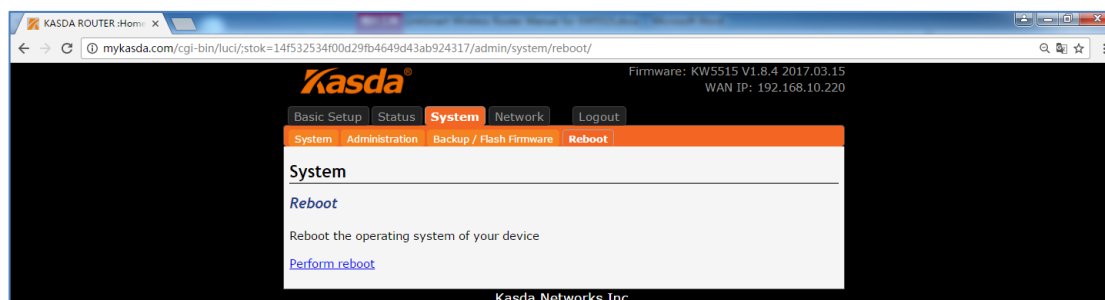 KASDA ROUTER :Home
mykasda.com/cgi-bin/luci/;stok=14f532534f00d29fb4649d43ab924317/admin/system/reboot/
Kasda®
Firmware: KW5515 V1.8.4 2017.03.15
WAN IP: 192.168.10.220
Basic Setup Status System Network Logout
System Administration Backup / Flash Firmware Reboot
System
Reboot
Reboot the operating system of your device
Perform reboot
Kasda Networks Inc